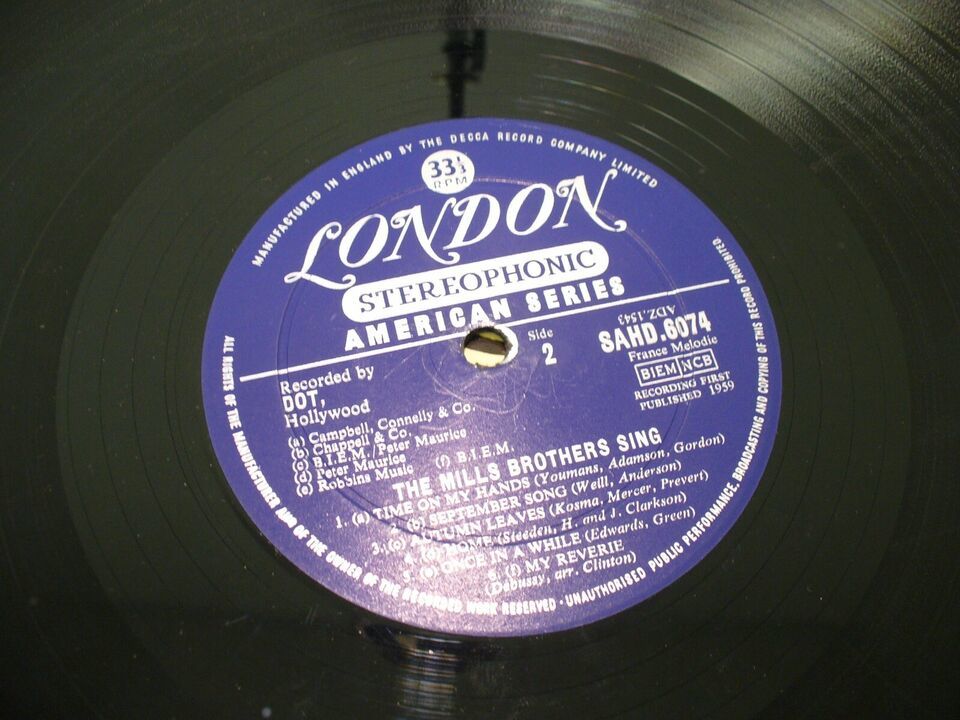 MANUFACTURED IN ENGLAND BY THE DECCA RECORD COMPANY LIMITED
33⅓
RPM
LONDON
STEREOPHONIC
AMERICAN SERIES
Side
2
ADZ.1543
SAHD.6074
France Melodie
BIEM NCB
RECORDING FIRST
PUBLISHED 1959
Recorded by
DOT,
Hollywood
(a) Campbell, Connelly & Co.
(b) Chappell & Co.
(c) B.I.E.M./Peter Maurice
(d) Peter Maurice
(e) Robbins Music
(f) B.I.E.M.
THE MILLS BROTHERS SING
1. (a) TIME ON MY HANDS (Youmans, Adamson, Gordon)
2. (b) SEPTEMBER SONG (Weill, Anderson)
3. (c) AUTUMN LEAVES (Kosma, Mercer, Prevert)
4. (d) HOME (Steeden, H. and J. Clarkson)
5. (e) ONCE IN A WHILE (Edwards, Green)
6. (f) MY REVERIE
(Debussy, arr. Clinton)
ALL RIGHTS OF THE MANUFACTURER AND OF THE OWNER OF THE RECORDED WORK RESERVED · UNAUTHORISED PUBLIC PERFORMANCE, BROADCASTING AND COPYING OF THIS RECORD PROHIBITED